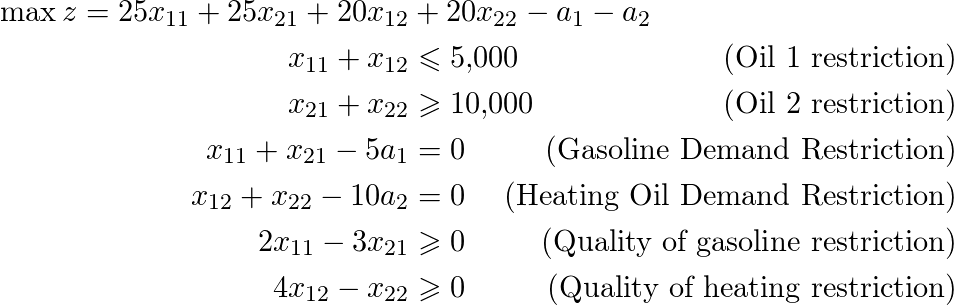 max z = 25x₁₁ + 25x₂₁ + 20x₁₂ + 20x₂₂ − a₁ − a₂
x₁₁ + x₁₂ ⩽ 5,000 (Oil 1 restriction)
x₂₁ + x₂₂ ⩾ 10,000 (Oil 2 restriction)
x₁₁ + x₂₁ − 5a₁ = 0 (Gasoline Demand Restriction)
x₁₂ + x₂₂ − 10a₂ = 0 (Heating Oil Demand Restriction)
2x₁₁ − 3x₂₁ ⩾ 0 (Quality of gasoline restriction)
4x₁₂ − x₂₂ ⩾ 0 (Quality of heating restriction)